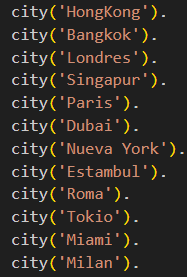 city('HongKong').
city('Bangkok').
city('Londres').
city('Singapur').
city('Paris').
city('Dubai').
city('Nueva York').
city('Estambul').
city('Roma').
city('Tokio').
city('Miami').
city('Milan').